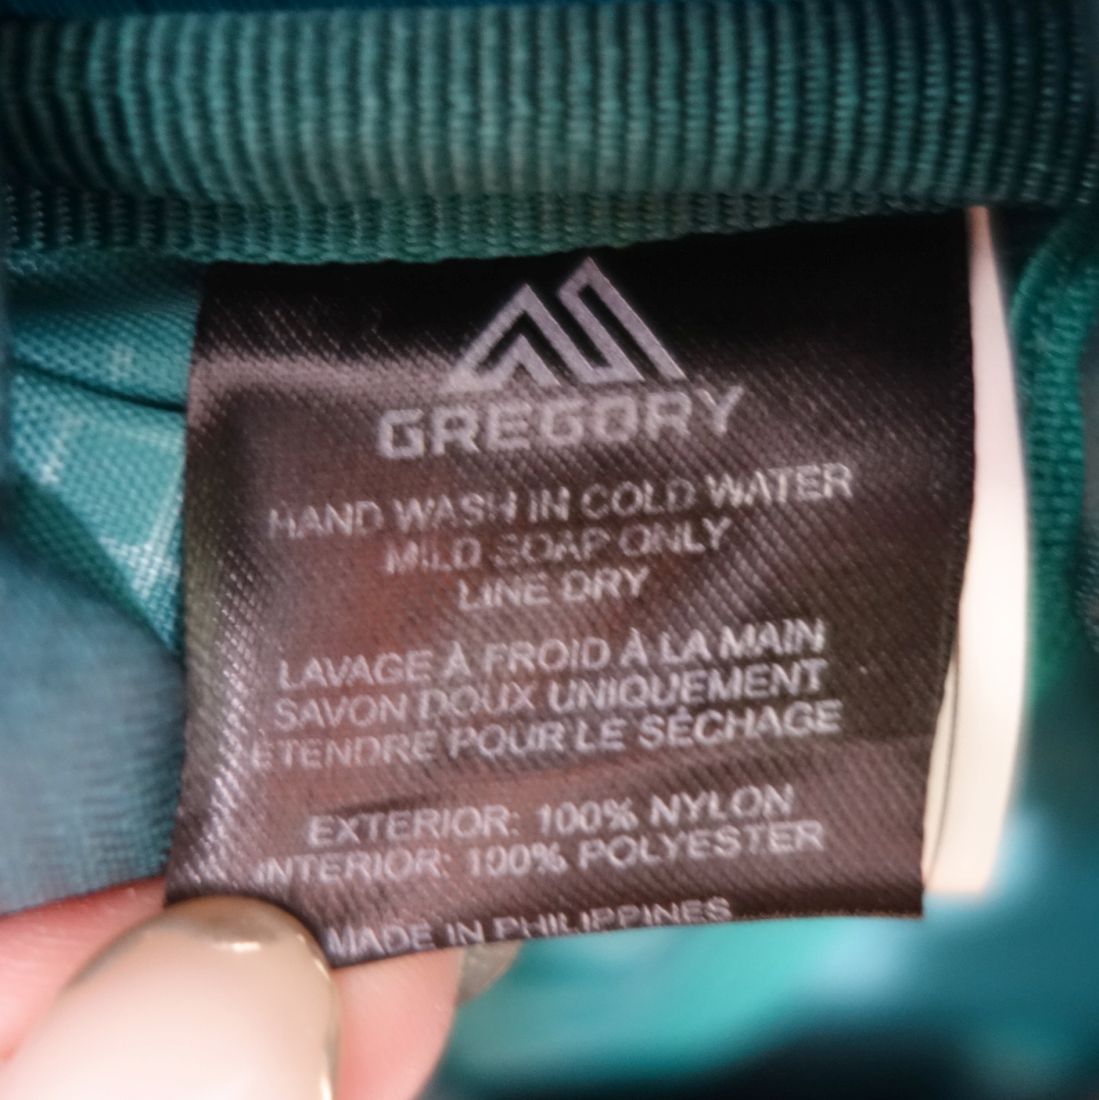 GREGORY
HAND WASH IN COLD WATER
MILD SOAP ONLY
LINE DRY
LAVAGE À FROID À LA MAIN
SAVON DOUX UNIQUEMENT
ETENDRE POUR LE SÉCHAGE
EXTERIOR: 100% NYLON
INTERIOR: 100% POLYESTER
MADE IN PHILIPPINES